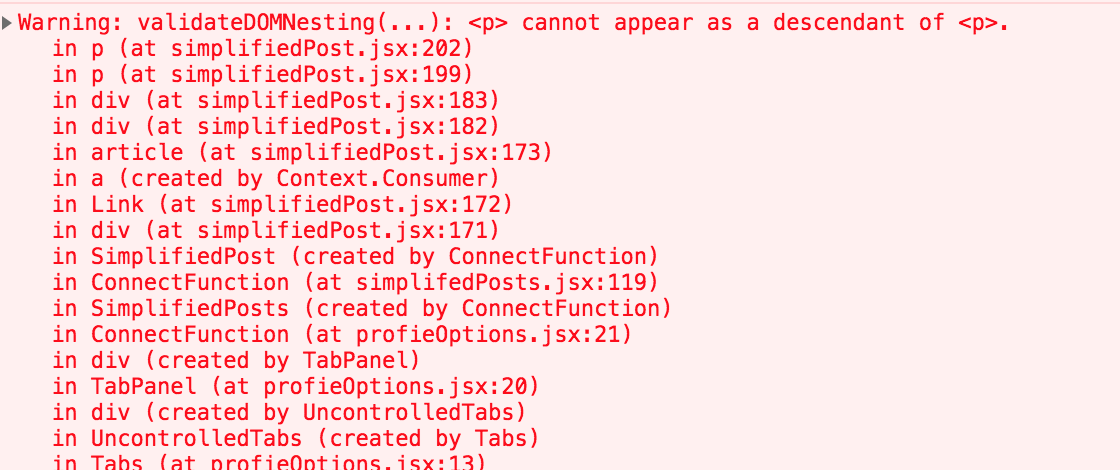 Warning: validateDOMNesting(...): <p> cannot appear as a descendant of <p>.
in p (at simplifiedPost.jsx:202)
in p (at simplifiedPost.jsx:199)
in div (at simplifiedPost.jsx:183)
in div (at simplifiedPost.jsx:182)
in article (at simplifiedPost.jsx:173)
in a (created by Context.Consumer)
in Link (at simplifiedPost.jsx:172)
in div (at simplifiedPost.jsx:171)
in SimplifiedPost (created by ConnectFunction)
in ConnectFunction (at simplifedPosts.jsx:119)
in SimplifiedPosts (created by ConnectFunction)
in ConnectFunction (at profieOptions.jsx:21)
in div (created by TabPanel)
in TabPanel (at profieOptions.jsx:20)
in div (created by UncontrolledTabs)
in UncontrolledTabs (created by Tabs)
in Tabs (at profieOptions.jsx:13)